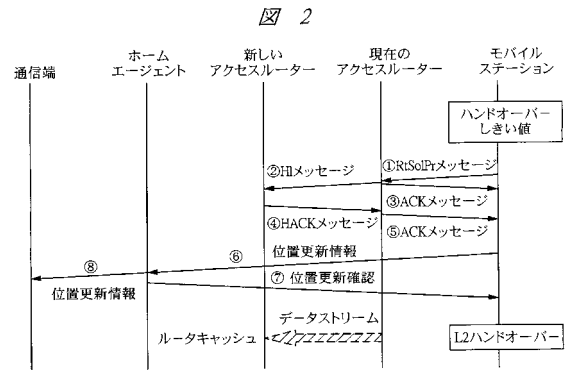 図 2
通信端
ホーム
エージェント
新しい
アクセスルーター
現在の
アクセスルーター
モバイル
ステーション
ハンドオーバー
しきい値
①RtSolPrメッセージ
②HIメッセージ
③ACKメッセージ
④HACKメッセージ
⑤ACKメッセージ
⑥ 位置更新情報
⑦ 位置更新確認
⑧
位置更新情報
データストリーム
ルータキャッシュ
L2ハンドオーバー